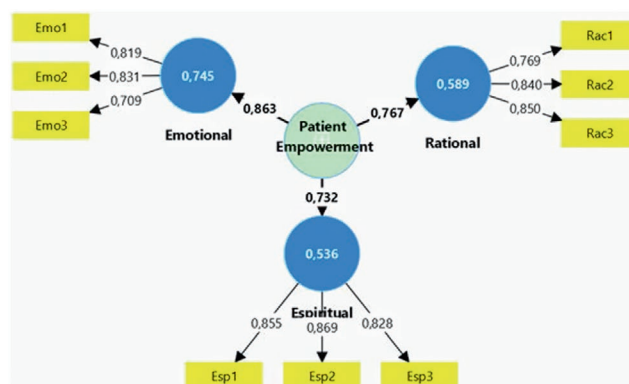 Emo1
0,819
Emo2
0,831
0,709
Emo3
0,745
Emotional
0,863
Patient
Empowerment
0,767
0,589
Rational
Rac1
0,769
Rac2
0,840
0,850
Rac3
0,732
0,536
Espiritual
0,855
0,869
0,828
Esp1
Esp2
Esp3